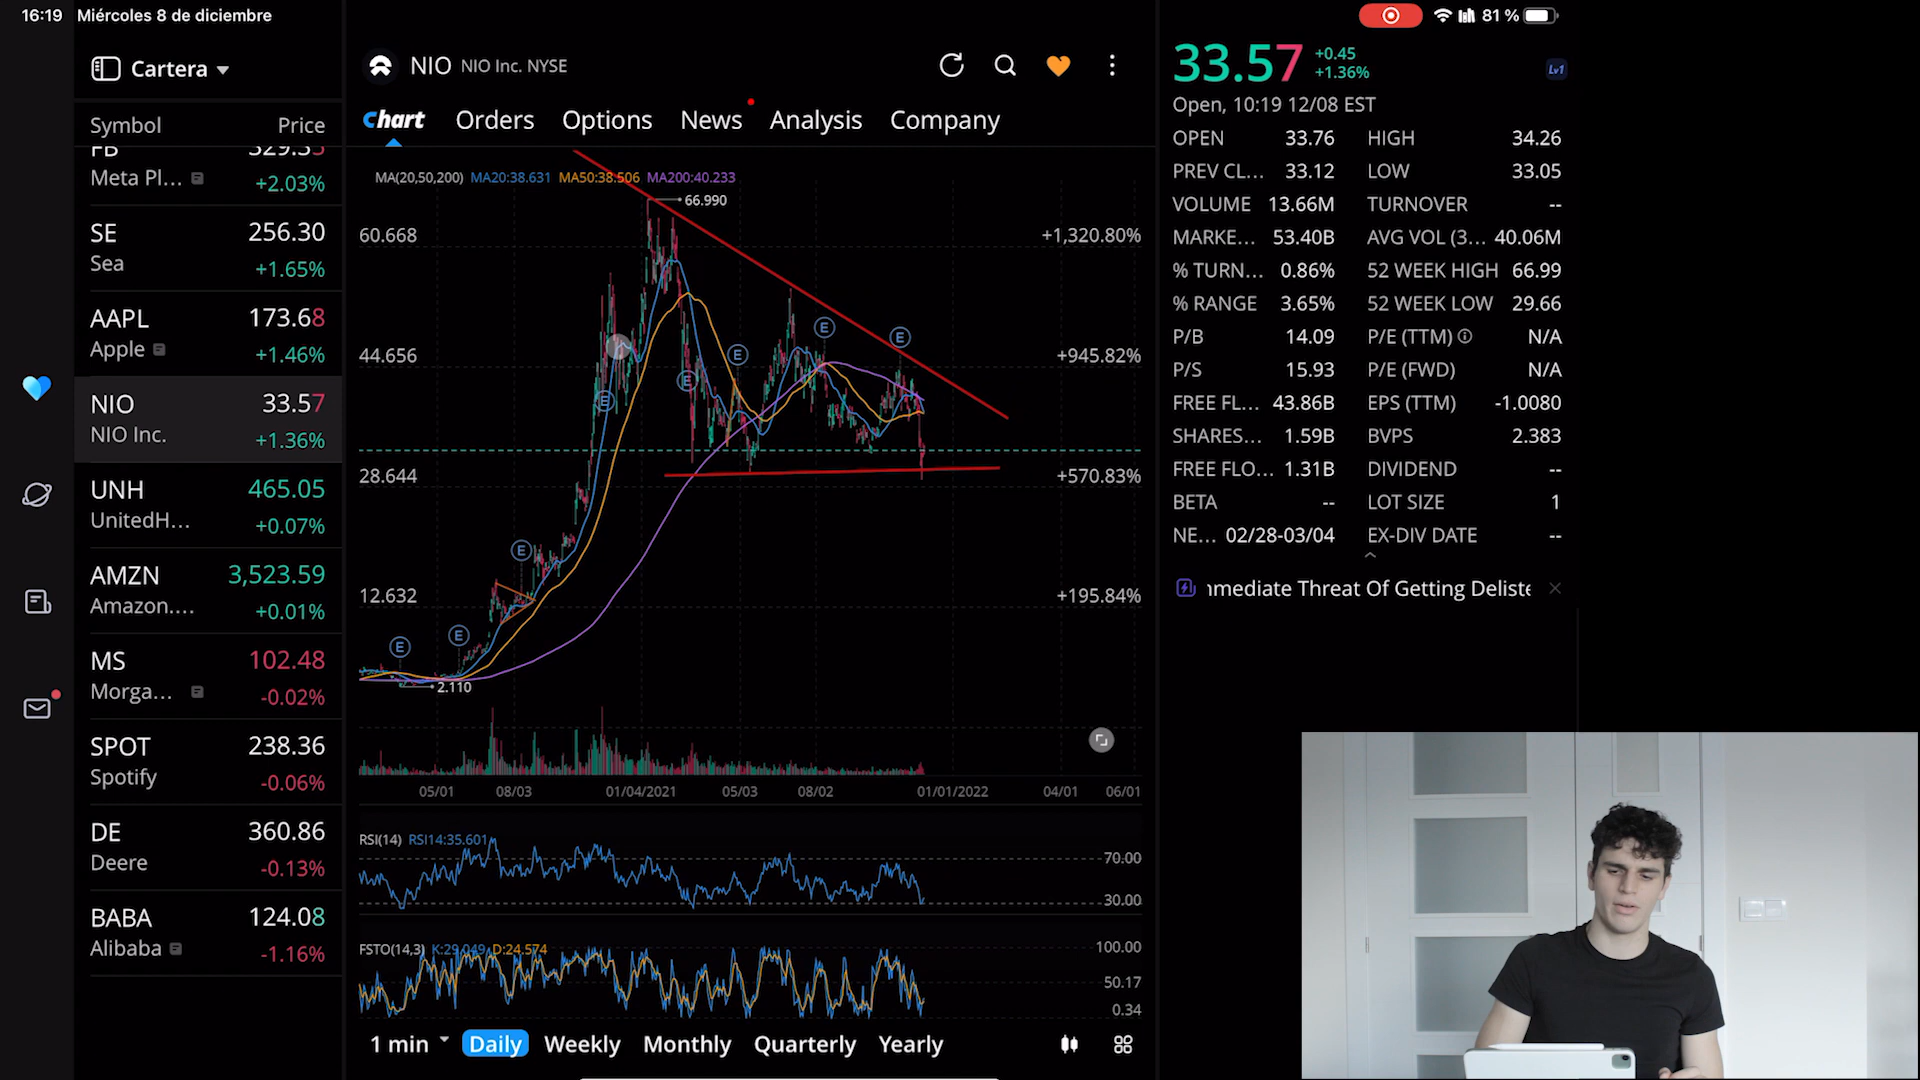 16:19 Miércoles 8 de diciembre
81 %
Cartera
Symbol Price
FB 329.35
Meta Pl... +2.03%
SE 256.30
Sea +1.65%
AAPL 173.68
Apple +1.46%
NIO 33.57
NIO Inc. +1.36%
UNH 465.05
UnitedH... +0.07%
AMZN 3,523.59
Amazon.... +0.01%
MS 102.48
Morga... -0.02%
SPOT 238.36
Spotify -0.06%
DE 360.86
Deere -0.13%
BABA 124.08
Alibaba -1.16%
NIO NIO Inc. NYSE
Chart Orders Options News Analysis Company
MA(20,50,200) MA20:38.631 MA50:38.506 MA200:40.233
66.990
60.668 +1,320.80%
E E
44.656 +945.82%
E E E
28.644 +570.83%
E
12.632 +195.84%
E E
2.110
05/01 08/03 01/04/2021 05/03 08/02 01/01/2022 04/01 06/01
RSI(14) RSI14:35.601
70.00
30.00
FSTO(14,3) K:29.049 D:24.574
100.00
50.17
0.34
1 min Daily Weekly Monthly Quarterly Yearly
33.57 +0.45
+1.36%
Lv1
Open, 10:19 12/08 EST
OPEN 33.76 HIGH 34.26
PREV CL... 33.12 LOW 33.05
VOLUME 13.66M TURNOVER --
MARKE... 53.40B AVG VOL (3... 40.06M
% TURN... 0.86% 52 WEEK HIGH 66.99
% RANGE 3.65% 52 WEEK LOW 29.66
P/B 14.09 P/E (TTM) N/A
P/S 15.93 P/E (FWD) N/A
FREE FL... 43.86B EPS (TTM) -1.0080
SHARES... 1.59B BVPS 2.383
FREE FLO... 1.31B DIVIDEND --
BETA -- LOT SIZE 1
NE... 02/28-03/04 EX-DIV DATE --
mmediate Threat Of Getting Deliste